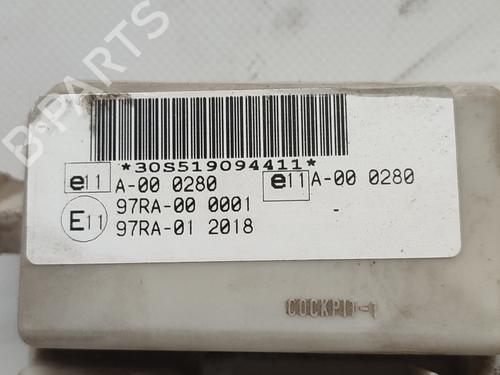 B-PARTS
*30S519094411*
e11 A-00 0280 e11 A-00 0280
97RA-00 0001
E11 97RA-01 2018
COCKPIT-1